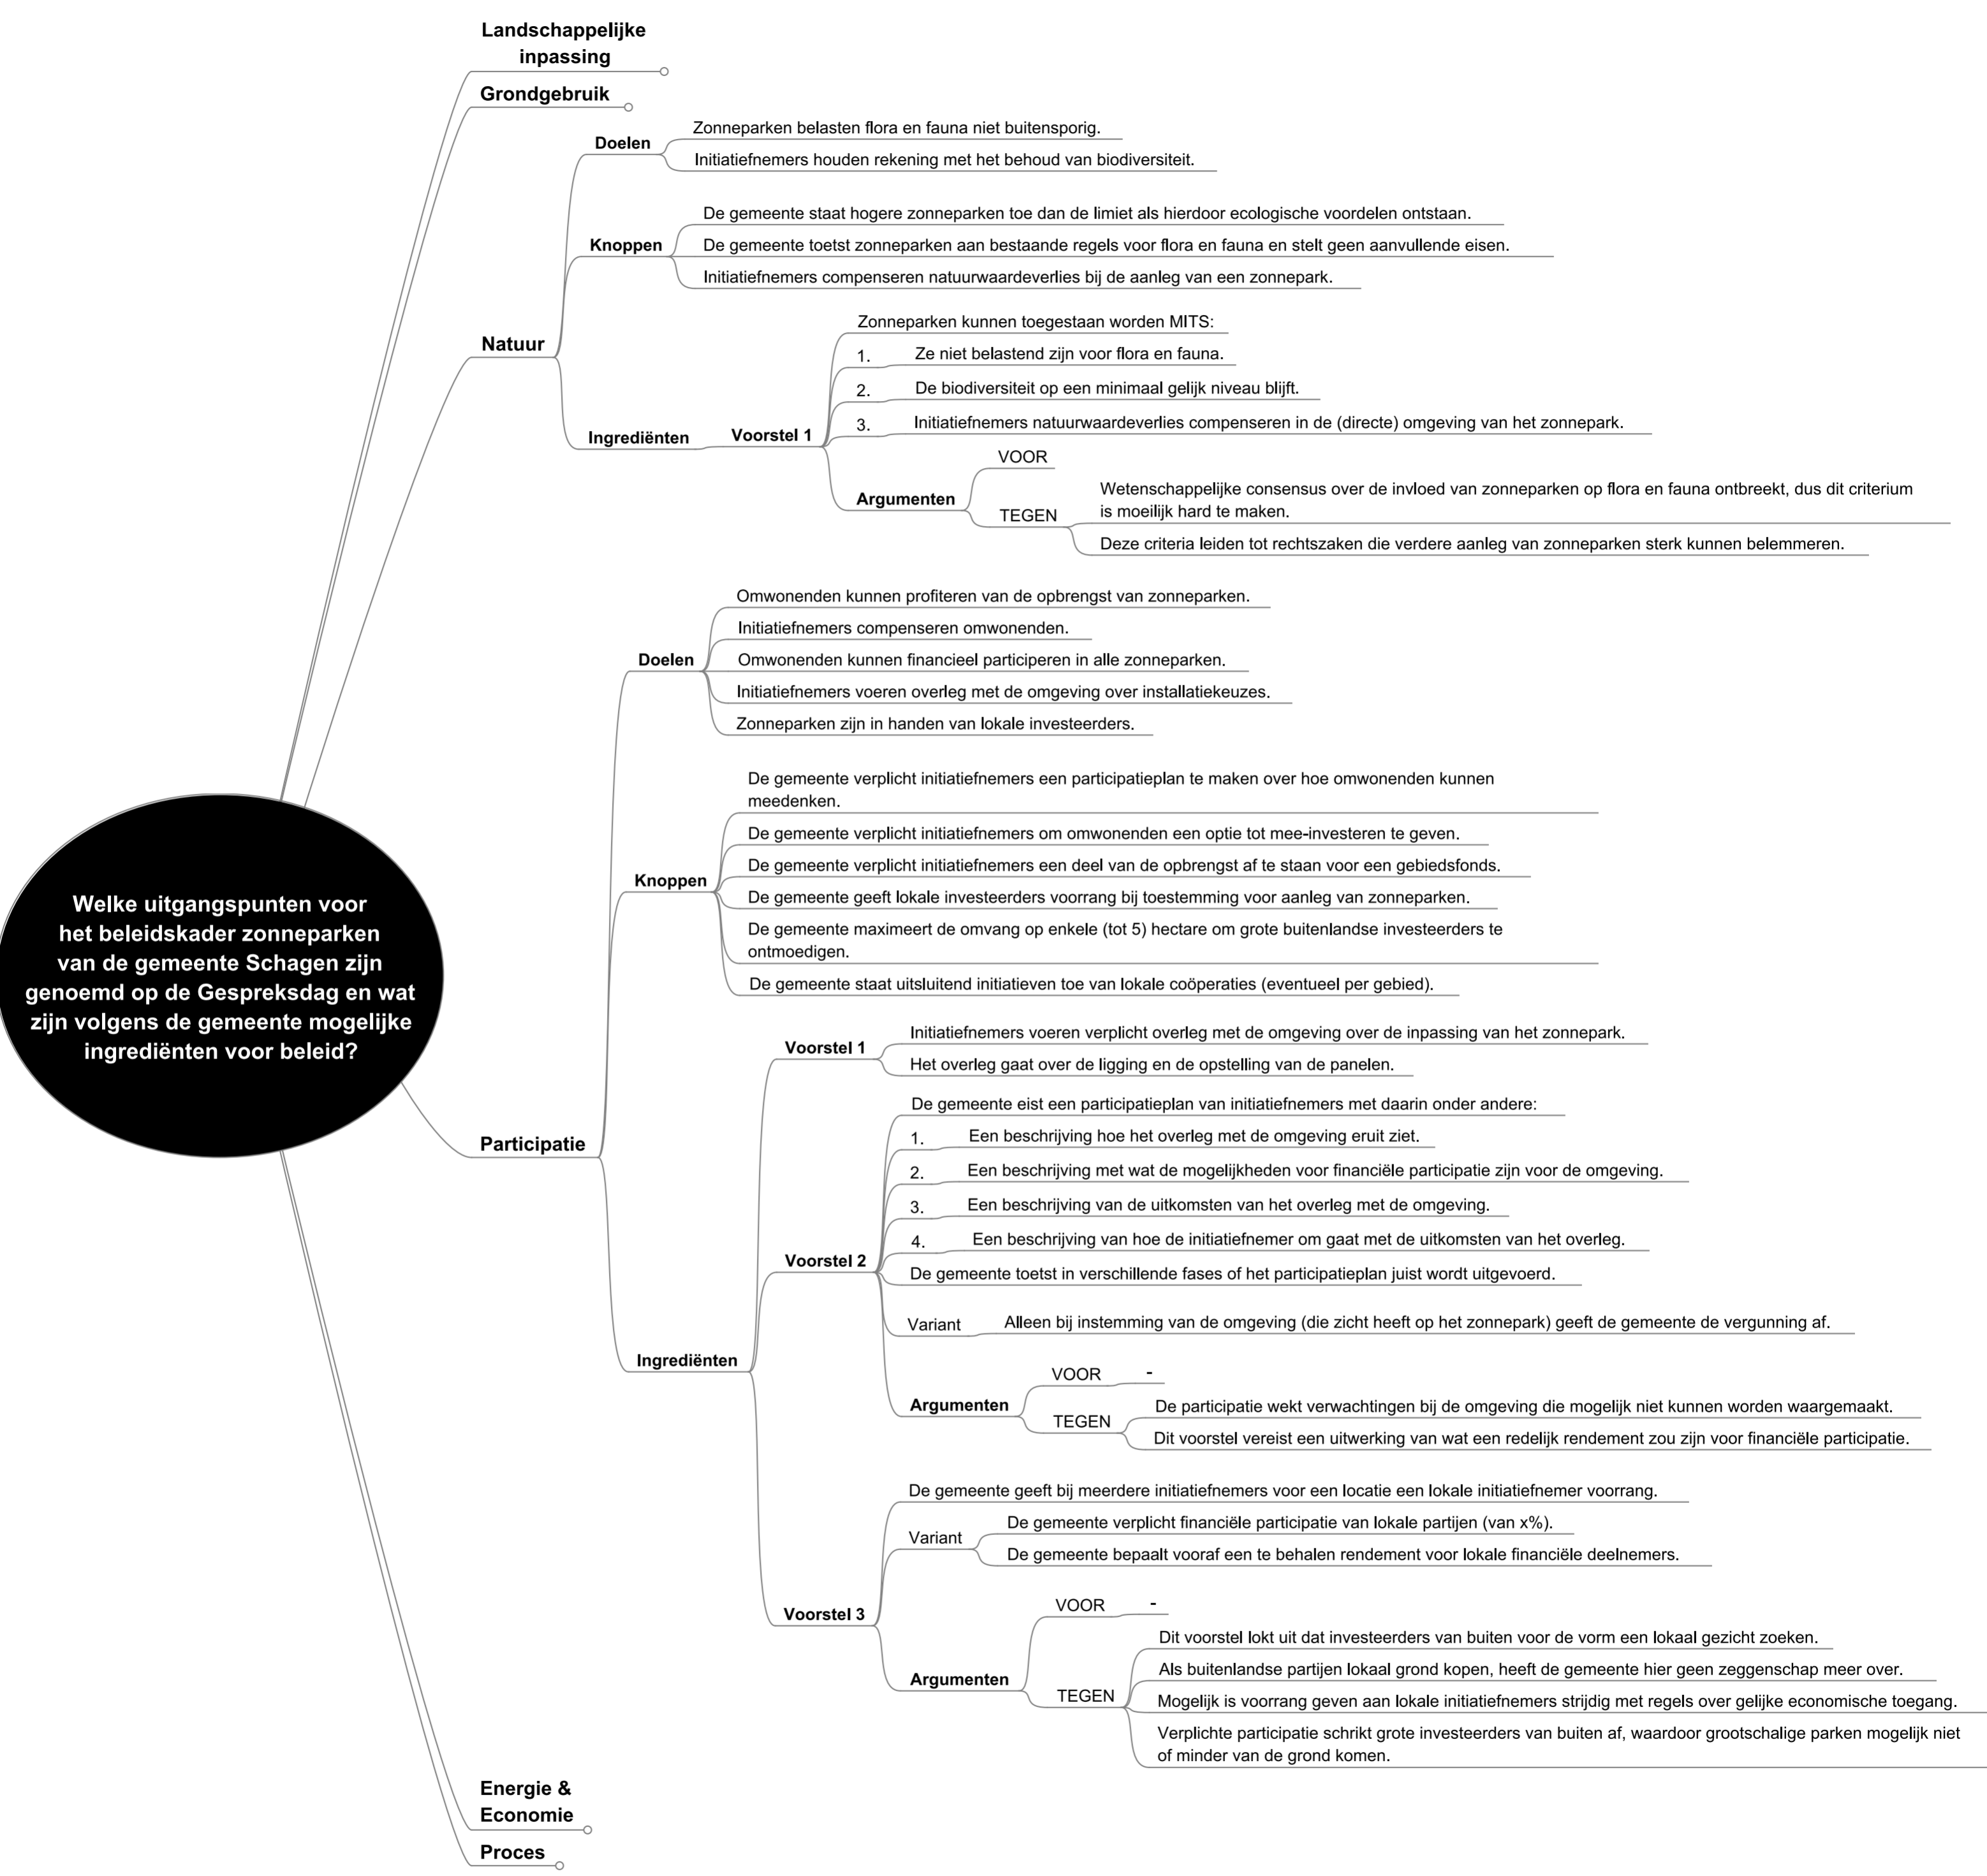 Landschappelijke
inpassing
Grondgebruik
Natuur
Doelen
Zonneparken belasten flora en fauna niet buitensporig.
Initiatiefnemers houden rekening met het behoud van biodiversiteit.
Knoppen
De gemeente staat hogere zonneparken toe dan de limiet als hierdoor ecologische voordelen ontstaan.
De gemeente toetst zonneparken aan bestaande regels voor flora en fauna en stelt geen aanvullende eisen.
Initiatiefnemers compenseren natuurwaardeverlies bij de aanleg van een zonnepark.
Ingrediënten
Voorstel 1
Zonneparken kunnen toegestaan worden MITS:
1. Ze niet belastend zijn voor flora en fauna.
2. De biodiversiteit op een minimaal gelijk niveau blijft.
3. Initiatiefnemers natuurwaardeverlies compenseren in de (directe) omgeving van het zonnepark.
Argumenten
VOOR
TEGEN
Wetenschappelijke consensus over de invloed van zonneparken op flora en fauna ontbreekt, dus dit criterium
is moeilijk hard te maken.
Deze criteria leiden tot rechtszaken die verdere aanleg van zonneparken sterk kunnen belemmeren.
Welke uitgangspunten voor
het beleidskader zonneparken
van de gemeente Schagen zijn
genoemd op de Gespreksdag en wat
zijn volgens de gemeente mogelijke
ingrediënten voor beleid?
Participatie
Doelen
Omwonenden kunnen profiteren van de opbrengst van zonneparken.
Initiatiefnemers compenseren omwonenden.
Omwonenden kunnen financieel participeren in alle zonneparken.
Initiatiefnemers voeren overleg met de omgeving over installatiekeuzes.
Zonneparken zijn in handen van lokale investeerders.
Knoppen
De gemeente verplicht initiatiefnemers een participatieplan te maken over hoe omwonenden kunnen
meedenken.
De gemeente verplicht initiatiefnemers om omwonenden een optie tot mee-investeren te geven.
De gemeente verplicht initiatiefnemers een deel van de opbrengst af te staan voor een gebiedsfonds.
De gemeente geeft lokale investeerders voorrang bij toestemming voor aanleg van zonneparken.
De gemeente maximeert de omvang op enkele (tot 5) hectare om grote buitenlandse investeerders te
ontmoedigen.
De gemeente staat uitsluitend initiatieven toe van lokale coöperaties (eventueel per gebied).
Ingrediënten
Voorstel 1
Initiatiefnemers voeren verplicht overleg met de omgeving over de inpassing van het zonnepark.
Het overleg gaat over de ligging en de opstelling van de panelen.
Voorstel 2
De gemeente eist een participatieplan van initiatiefnemers met daarin onder andere:
1. Een beschrijving hoe het overleg met de omgeving eruit ziet.
2. Een beschrijving met wat de mogelijkheden voor financiële participatie zijn voor de omgeving.
3. Een beschrijving van de uitkomsten van het overleg met de omgeving.
4. Een beschrijving van hoe de initiatiefnemer om gaat met de uitkomsten van het overleg.
De gemeente toetst in verschillende fases of het participatieplan juist wordt uitgevoerd.
Variant Alleen bij instemming van de omgeving (die zicht heeft op het zonnepark) geeft de gemeente de vergunning af.
Argumenten
VOOR -
TEGEN
De participatie wekt verwachtingen bij de omgeving die mogelijk niet kunnen worden waargemaakt.
Dit voorstel vereist een uitwerking van wat een redelijk rendement zou zijn voor financiële participatie.
Voorstel 3
De gemeente geeft bij meerdere initiatiefnemers voor een locatie een lokale initiatiefnemer voorrang.
Variant
De gemeente verplicht financiële participatie van lokale partijen (van x%).
De gemeente bepaalt vooraf een te behalen rendement voor lokale financiële deelnemers.
Argumenten
VOOR -
TEGEN
Dit voorstel lokt uit dat investeerders van buiten voor de vorm een lokaal gezicht zoeken.
Als buitenlandse partijen lokaal grond kopen, heeft de gemeente hier geen zeggenschap meer over.
Mogelijk is voorrang geven aan lokale initiatiefnemers strijdig met regels over gelijke economische toegang.
Verplichte participatie schrikt grote investeerders van buiten af, waardoor grootschalige parken mogelijk niet
of minder van de grond komen.
Energie &
Economie
Proces